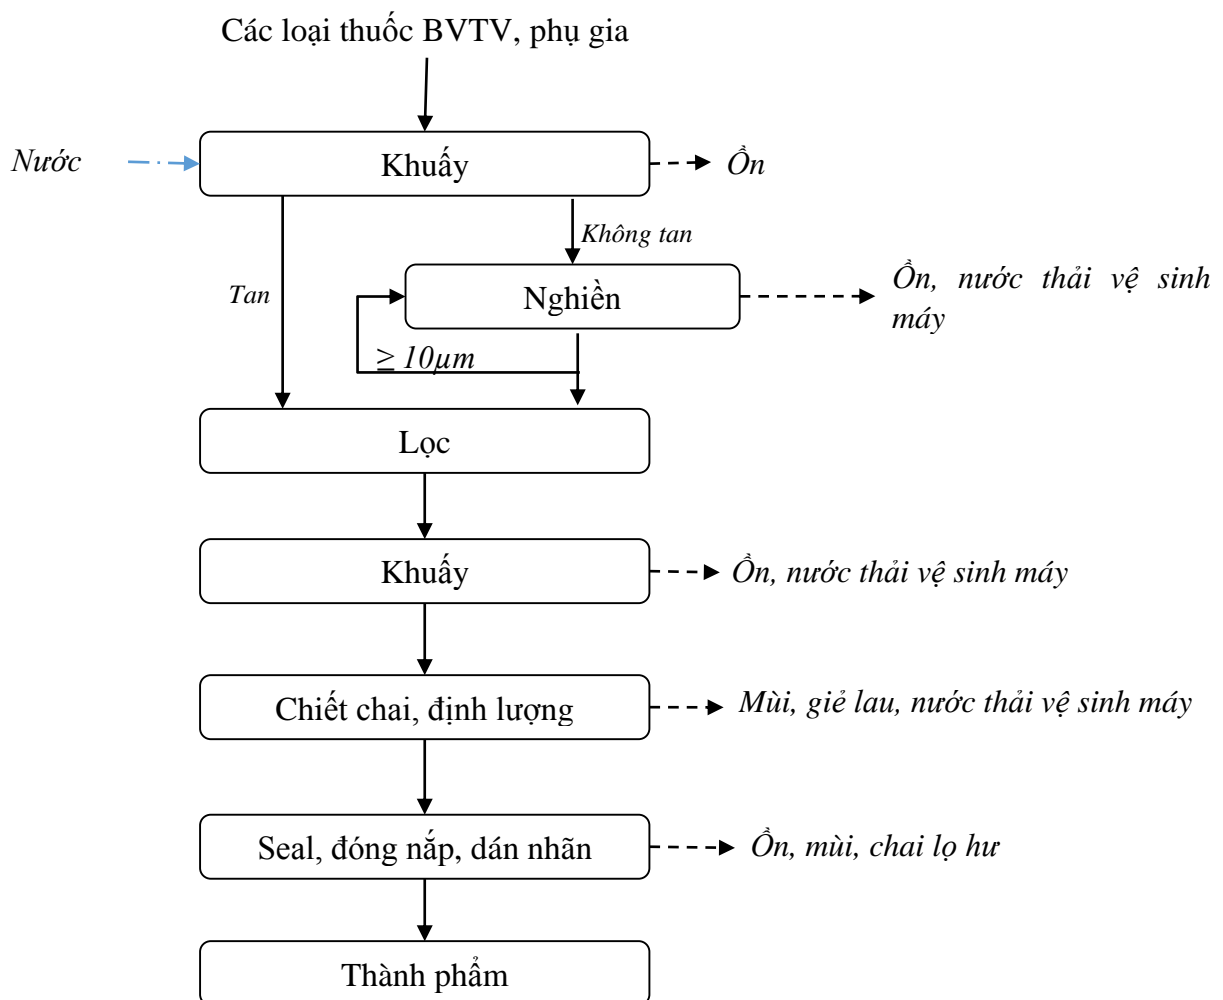 Các loại thuốc BVTV, phụ gia
Nước
Khuấy
Ồn
Không tan
Tan
Nghiền
Ồn, nước thải vệ sinh
máy
≥ 10µm
Lọc
Khuấy
Ồn, nước thải vệ sinh máy
Chiết chai, định lượng
Mùi, giẻ lau, nước thải vệ sinh máy
Seal, đóng nắp, dán nhãn
Ồn, mùi, chai lọ hư
Thành phẩm